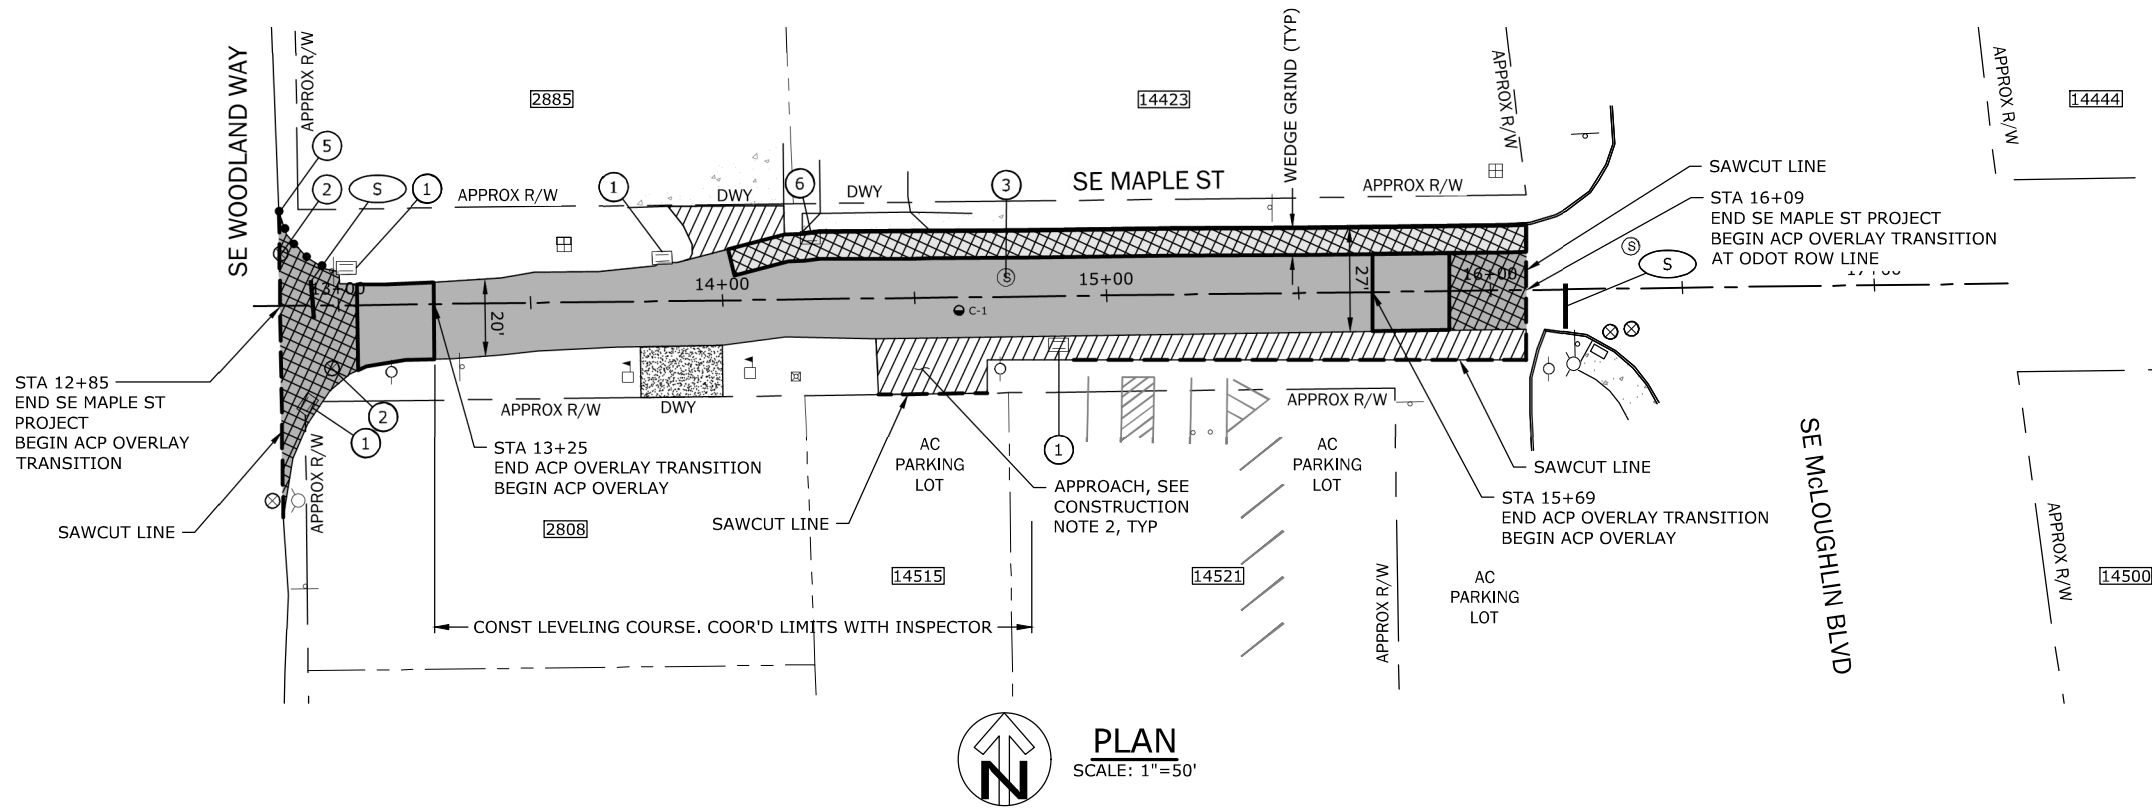 SE WOODLAND WAY
APPROX R/W
2885
14423
WEDGE GRIND (TYP)
APPROX R/W
APPROX R/W
14444
5
2
S
1
APPROX R/W
1
DWY
6
DWY
3
SE MAPLE ST
APPROX R/W
SAWCUT LINE
STA 16+09
END SE MAPLE ST PROJECT
BEGIN ACP OVERLAY TRANSITION
AT ODOT ROW LINE
S
S
13+00
14+00
S
15+00
16+00
17+00
20'
C-1
27'
STA 12+85
END SE MAPLE ST
PROJECT
BEGIN ACP OVERLAY
TRANSITION
2
1
APPROX R/W
STA 13+25
END ACP OVERLAY TRANSITION
BEGIN ACP OVERLAY
APPROX R/W
DWY
AC
PARKING
LOT
1
APPROX R/W
AC
PARKING
LOT
SAWCUT LINE
STA 15+69
END ACP OVERLAY TRANSITION
BEGIN ACP OVERLAY
SE McLOUGHLIN BLVD
APPROX R/W
SAWCUT LINE
2808
SAWCUT LINE
APPROACH, SEE
CONSTRUCTION
NOTE 2, TYP
14515
14521
APPROX R/W
AC
PARKING
LOT
14500
CONST LEVELING COURSE. COOR'D LIMITS WITH INSPECTOR
N
PLAN
SCALE: 1"=50'